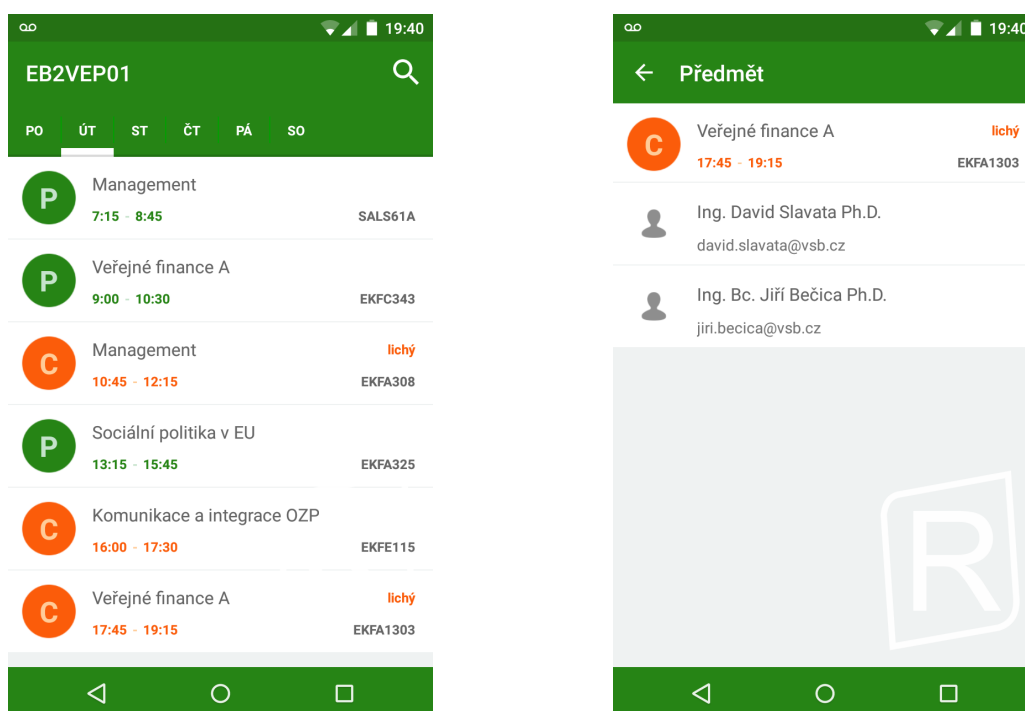 19:40
EB2VEP01
PO ÚT ST ČT PÁ SO
P Management
7:15 - 8:45 SALS61A
P Veřejné finance A
9:00 - 10:30 EKFC343
C Management lichý
10:45 - 12:15 EKFA308
P Sociální politika v EU
13:15 - 15:45 EKFA325
C Komunikace a integrace OZP
16:00 - 17:30 EKFE115
C Veřejné finance A lichý
17:45 - 19:15 EKFA1303
19:40
Předmět
C Veřejné finance A lichý
17:45 - 19:15 EKFA1303
Ing. David Slavata Ph.D.
david.slavata@vsb.cz
Ing. Bc. Jiří Bečica Ph.D.
jiri.becica@vsb.cz
R